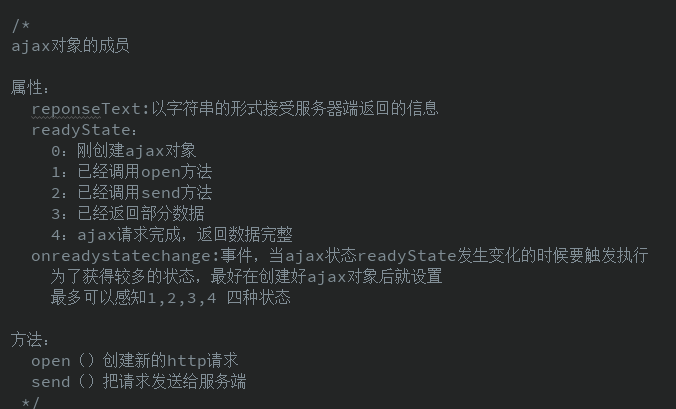 /*
ajax对象的成员
属性：
reponseText:以字符串的形式接受服务器端返回的信息
readyState：
0：刚创建ajax对象
1：已经调用open方法
2：已经调用send方法
3：已经返回部分数据
4：ajax请求完成，返回数据完整
onreadystatechange:事件，当ajax状态readyState发生变化的时候要触发执行
为了获得较多的状态，最好在创建好ajax对象后就设置
最多可以感知1,2,3,4 四种状态
方法：
open（）创建新的http请求
send（）把请求发送给服务端
*/